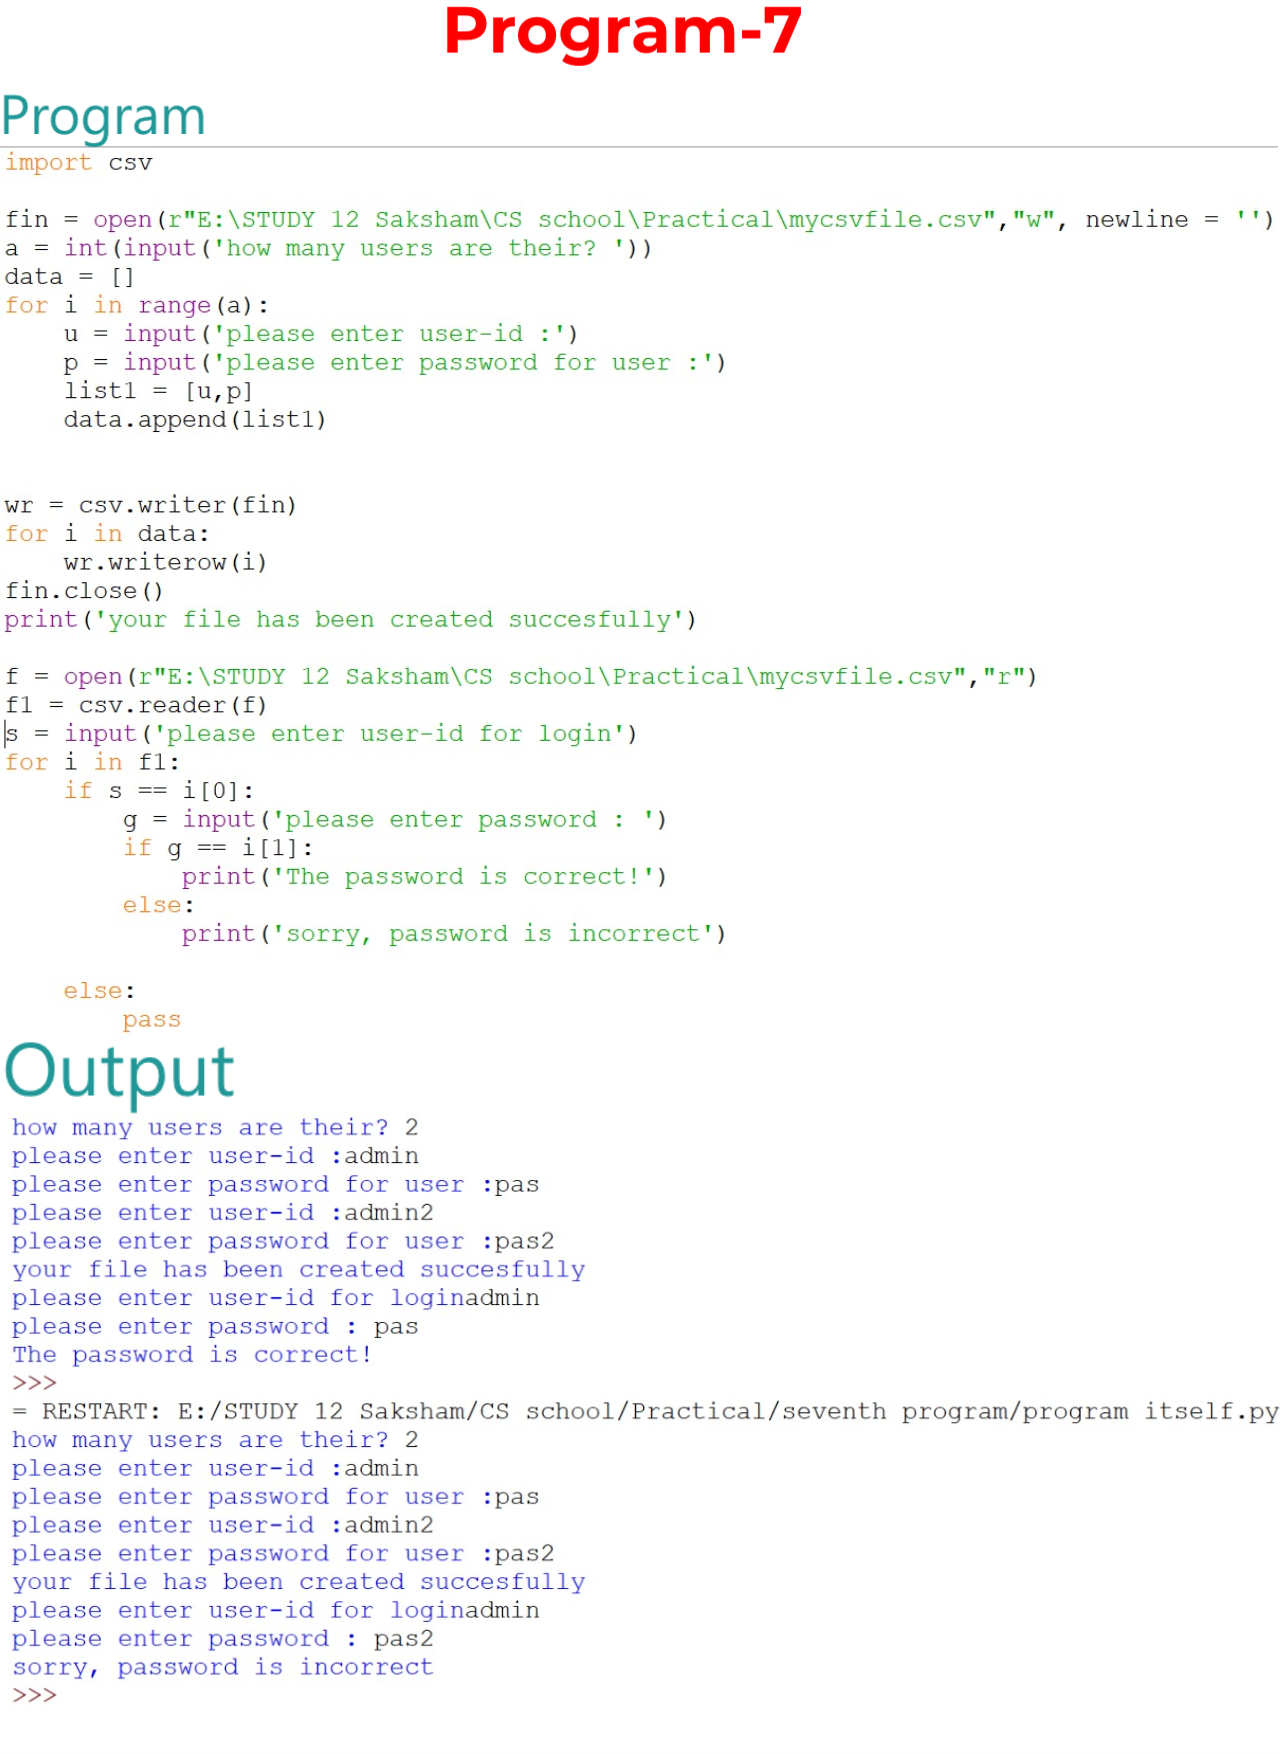 Program-7
Program
import csv
fin = open(r"E:\STUDY 12 Saksham\CS school\Practical\mycsvfile.csv","w", newline = '')
a = int(input('how many users are their? '))
data = []
for i in range(a):
    u = input('please enter user-id :')
    p = input('please enter password for user :')
    list1 = [u,p]
    data.append(list1)
wr = csv.writer(fin)
for i in data:
    wr.writerow(i)
fin.close()
print('your file has been created succesfully')
f = open(r"E:\STUDY 12 Saksham\CS school\Practical\mycsvfile.csv","r")
f1 = csv.reader(f)
s = input('please enter user-id for login')
for i in f1:
    if s == i[0]:
        g = input('please enter password : ')
        if g == i[1]:
            print('The password is correct!')
        else:
            print('sorry, password is incorrect')
    else:
        pass
Output
how many users are their? 2
please enter user-id :admin
please enter password for user :pas
please enter user-id :admin2
please enter password for user :pas2
your file has been created succesfully
please enter user-id for loginadmin
please enter password : pas
The password is correct!
>>>
= RESTART: E:/STUDY 12 Saksham/CS school/Practical/seventh program/program itself.py
how many users are their? 2
please enter user-id :admin
please enter password for user :pas
please enter user-id :admin2
please enter password for user :pas2
your file has been created succesfully
please enter user-id for loginadmin
please enter password : pas2
sorry, password is incorrect
>>>